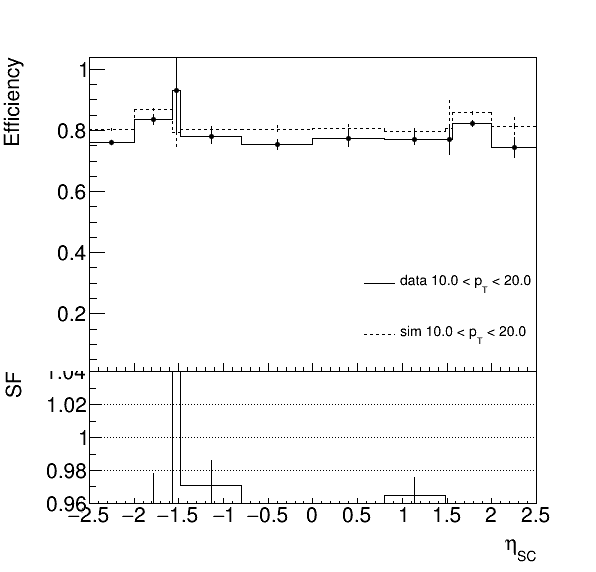 Efficiency
1
0.8
0.6
0.4
0.2
data 10.0 < p_T < 20.0
sim 10.0 < p_T < 20.0
SF
1.04
1.02
1
0.98
0.96
−2.5 −2 −1.5 −1 −0.5 0 0.5 1 1.5 2 2.5
η_SC